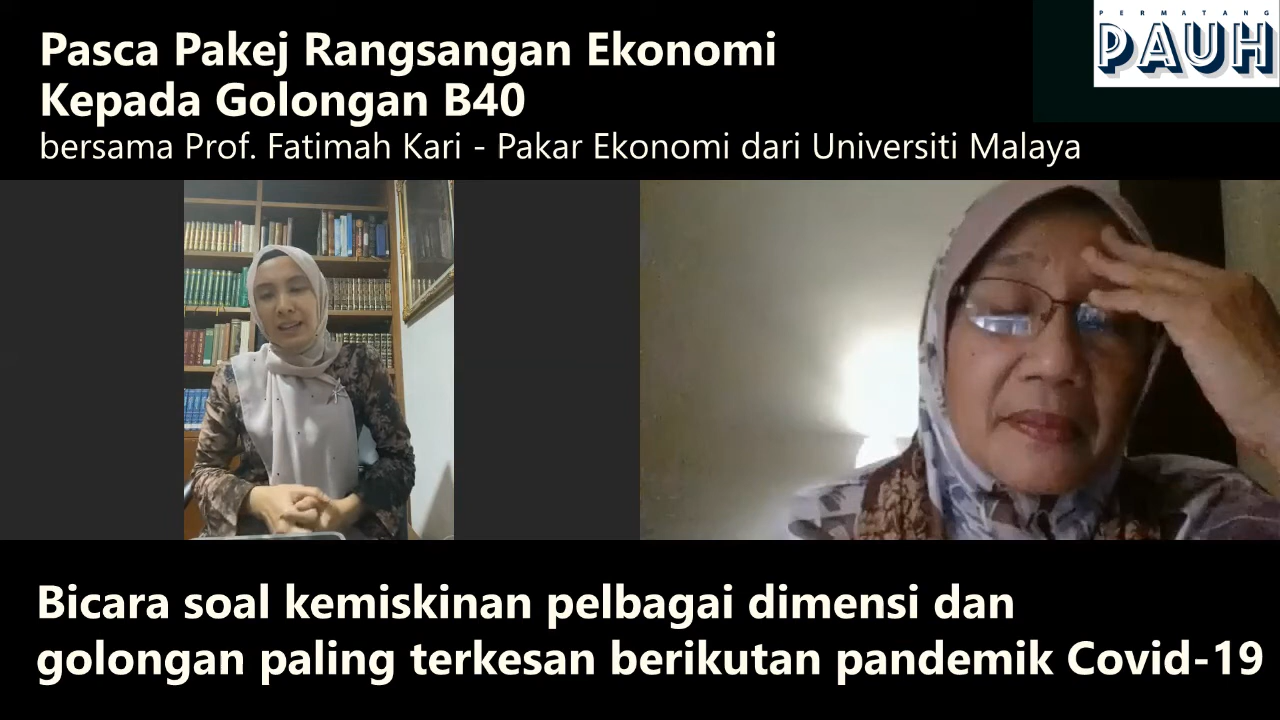 PERMATANG
PAUH
Pasca Pakej Rangsangan Ekonomi
Kepada Golongan B40
bersama Prof. Fatimah Kari - Pakar Ekonomi dari Universiti Malaya
Bicara soal kemiskinan pelbagai dimensi dan
golongan paling terkesan berikutan pandemik Covid-19